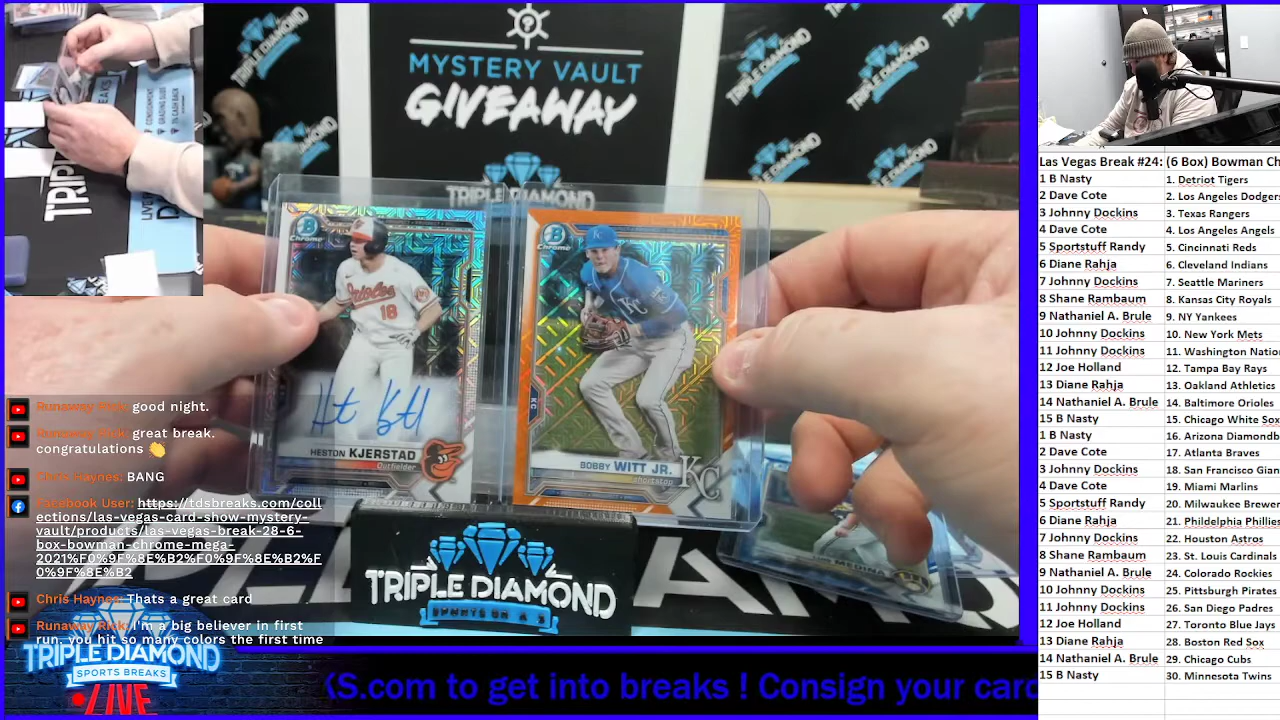 MYSTERY VAULT
GIVEAWAY
TRIPLE DIAMOND
Chrome
Orioles
18
HESTON KJERSTAD
Outfielder
Chrome
KC
KC
BOBBY WITT JR.
Shortstop
KC
MEDINA
TRIPLE DIAMOND
good night.
great break.
congratulations 👏
Chris Haynes: BANG
Facebook User: https://tdsbreaks.com/coll
ections/las-vegas-card-show-mystery-
vault/products/las-vegas-break-28-6-
box-bowman-chrome-mega-
2021%F0%9F%8E%B2%F0%9F%8E%B2%F
0%9F%8E%B2
Chris Haynes: Thats a great card
Runaway Rick: I'm a big believer in first
run. you hit so many colors the first time
TRIPLE DIAMOND
SPORTS BREAKS
LIVE
KS.com to get into breaks ! Consign your
Las Vegas Break #24: (6 Box) Bowman Ch
1 B Nasty 1. Detriot Tigers
2 Dave Cote 2. Los Angeles Dodger
3 Johnny Dockins 3. Tex Rangers
4 Dave Cote 4. Los Angeles Angels
5 Sportstuff Randy 5. Cincinnati Reds
6 Diane Rahja 6. Cleveland Indians
7 Johnny Dockins 7. Seattle Mariners
8 Shane Rambaum 8. Kansas City Royals
9 Nathaniel A. Brule 9. NY Yankees
10 Johnny Dockins 10. New York Mets
11 Johnny Dockins 11. Washington Natio
12 Joe Holland 12. Tampa Bay Rays
13 Diane Rahja 13. Oakland Athletics
14 Nathaniel A. Brule 14. Baltimore Orioles
15 B Nasty 15. Chicago White Sox
1 B Nasty 16. Arizona Diamondb
2 Dave Cote 17. Atlanta Braves
3 Johnny Dockins 18. San Francisco Gian
4 Dave Cote 19. Miami Marlins
5 Sportstuff Randy 20. Milwaukee Brewer
6 Diane Rahja 21. Phildelphia Phillies
7 Johnny Dockins 22. Houston Astros
8 Shane Rambaum 23. St. Louis Cardinals
9 Nathaniel A. Brule 24. Colorado Rockies
10 Johnny Dockins 25. Pittsburgh Pirates
11 Johnny Dockins 26. San Diego Padres
12 Joe Holland 27. Toronto Blue Jays
13 Diane Rahja 28. Boston Red Sox
14 Nathaniel A. Brule 29. Chicago Cubs
15 B Nasty 30. Minnesota Twins